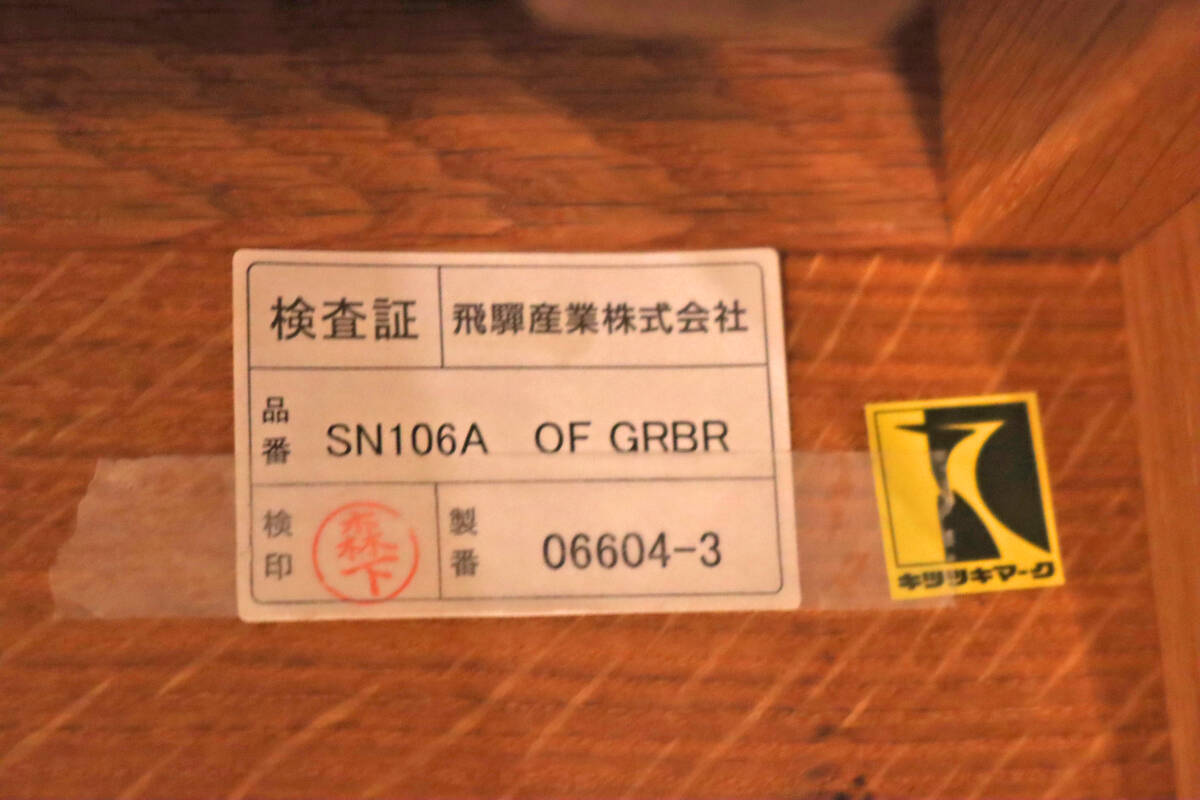 検査証
飛驒産業株式会社
品番
SN106A OF GRBR
検印
森下
製番
06604-3
キツツキマーク